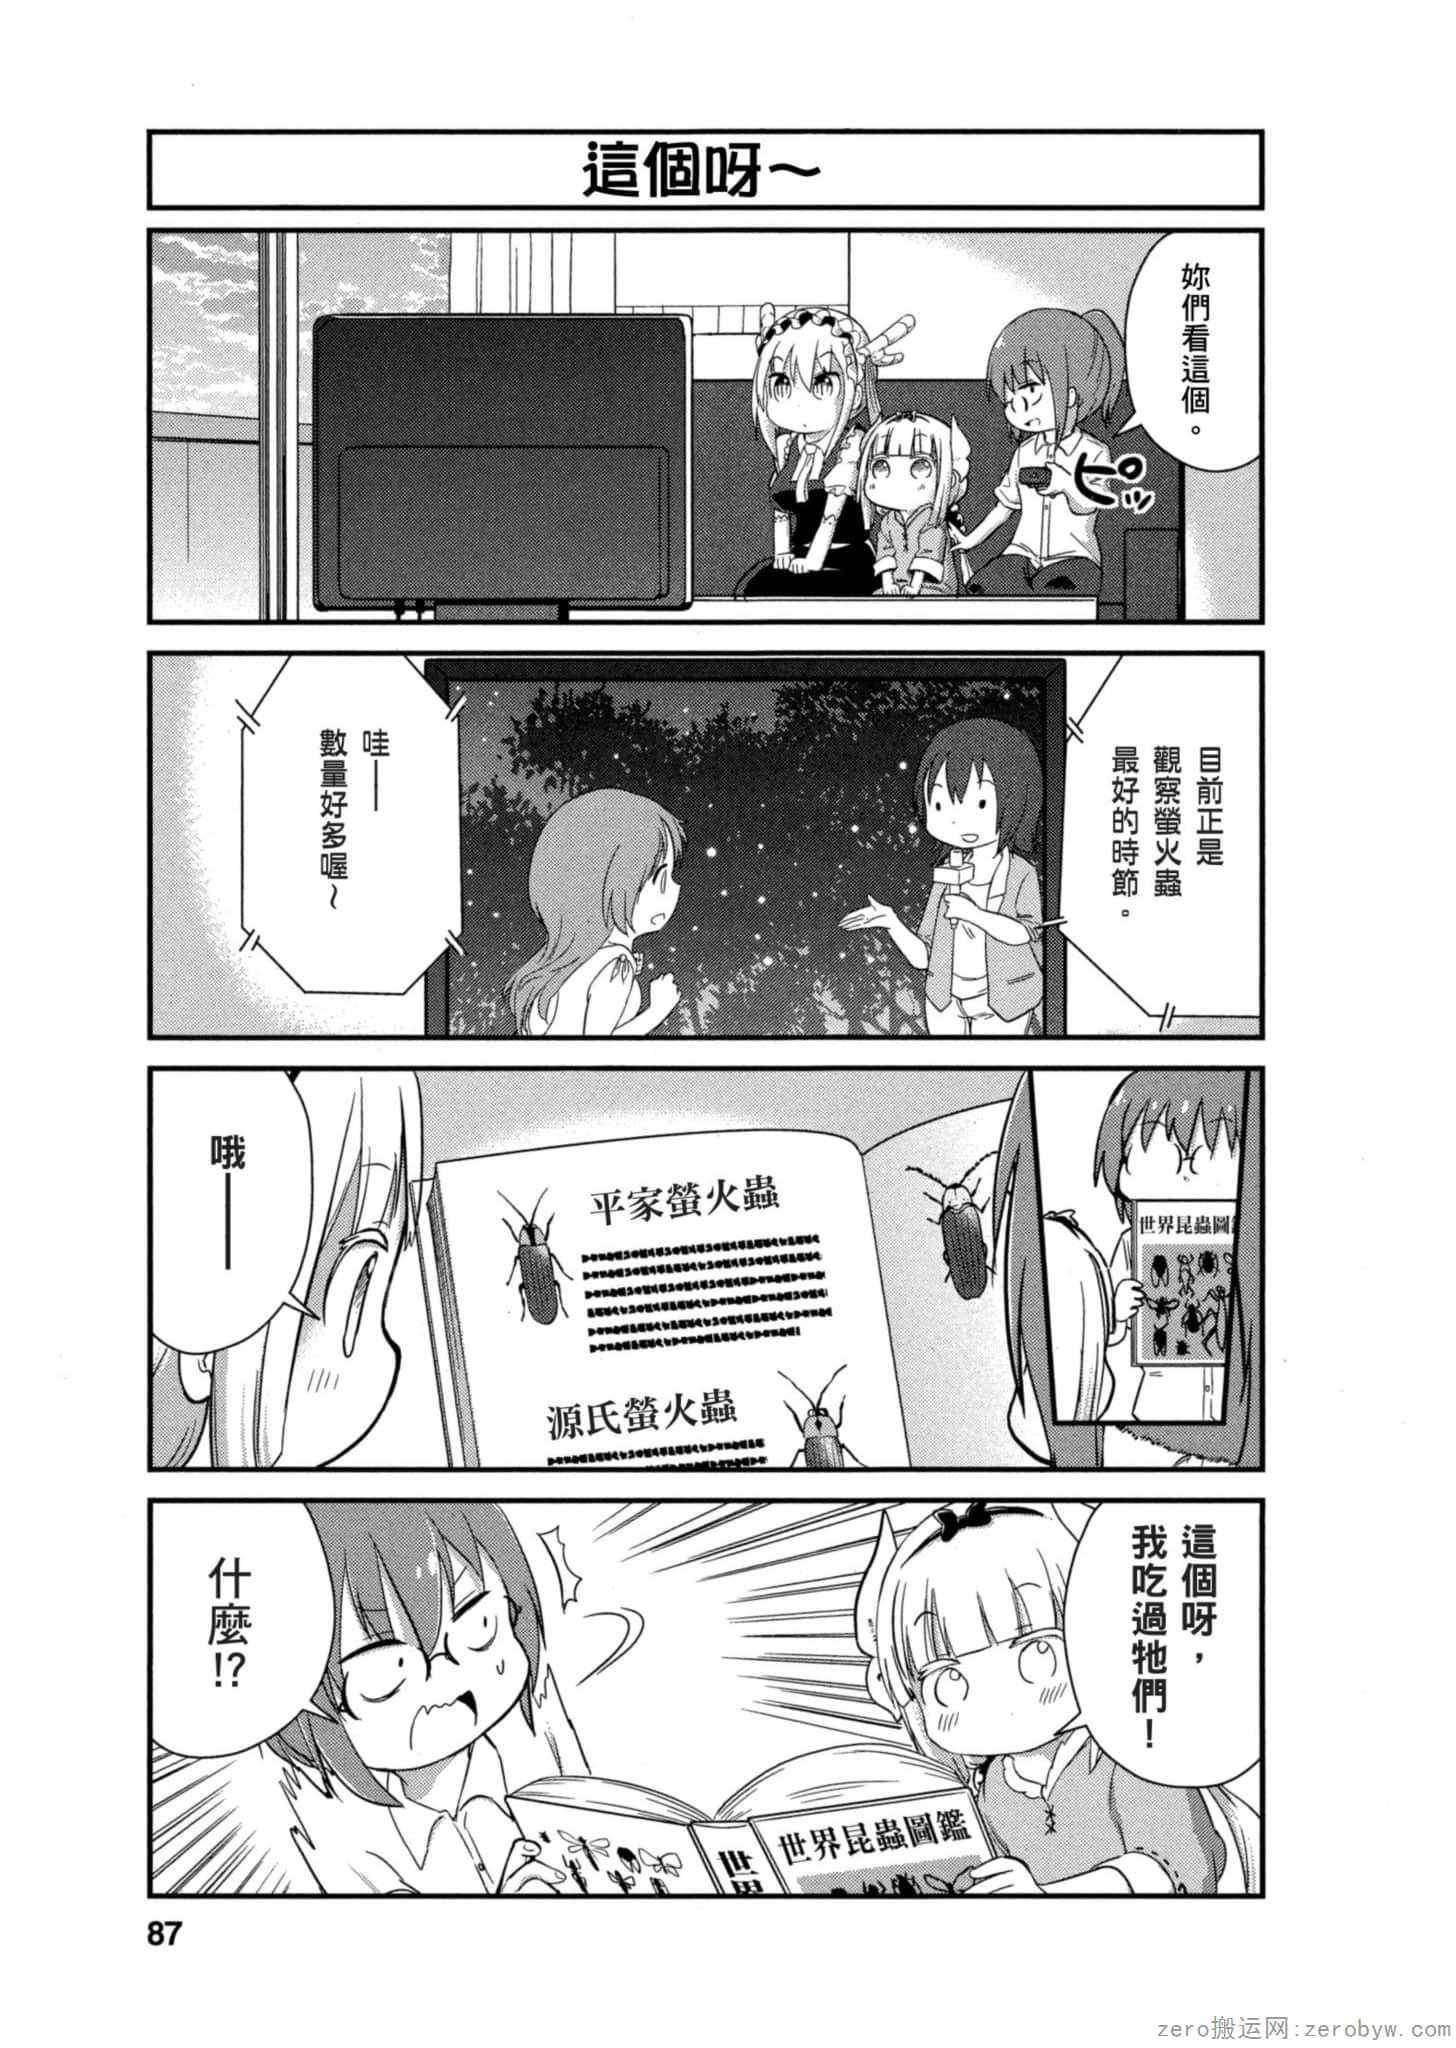 這個呀～
妳們看這個。
ピッ
目前正是
觀察螢火蟲
最好的時節。
哇——
數量好多喔～
世界昆蟲圖鑑
平家螢火蟲
源氏螢火蟲
哦——
這個呀，
我吃過牠們！
什麼!?
世界昆蟲圖鑑
世界
87
zero搬运网:zerobyw.com